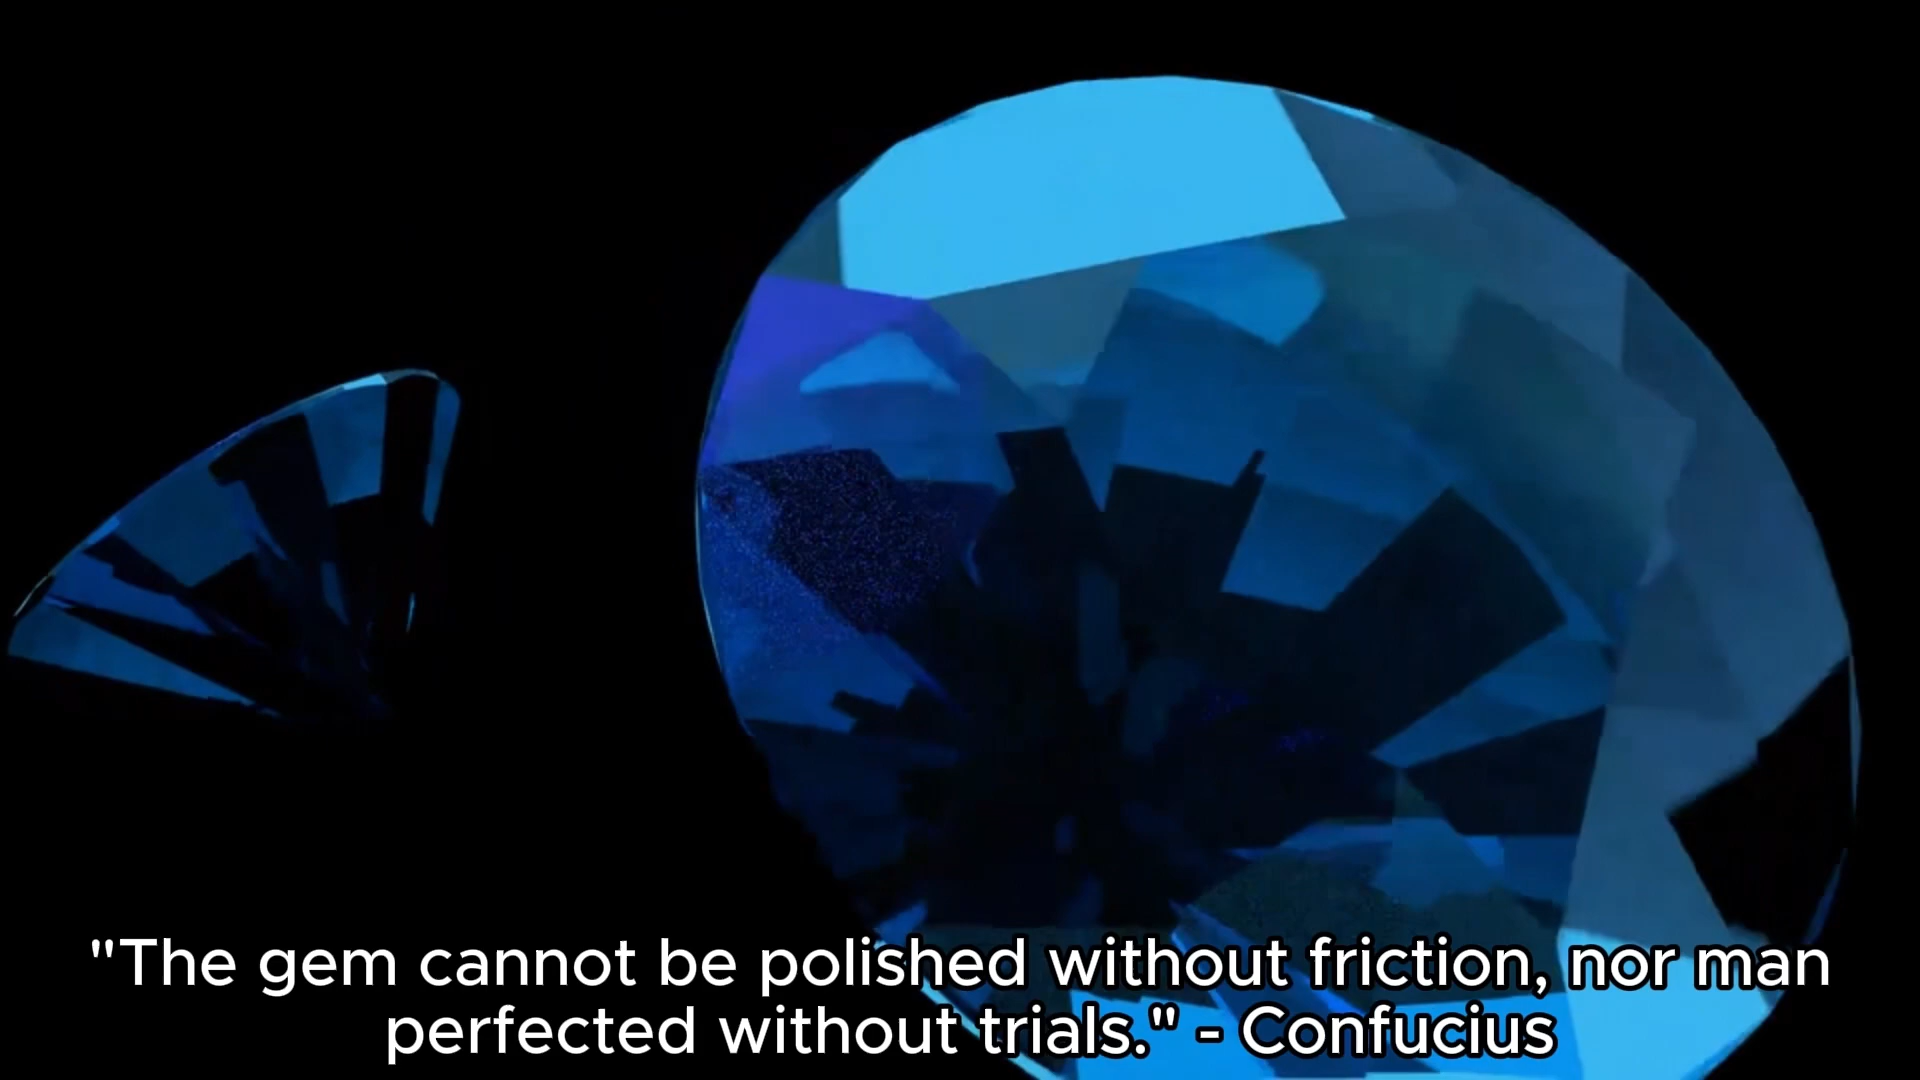 "The gem cannot be polished without friction, nor man
perfected without trials." - Confucius